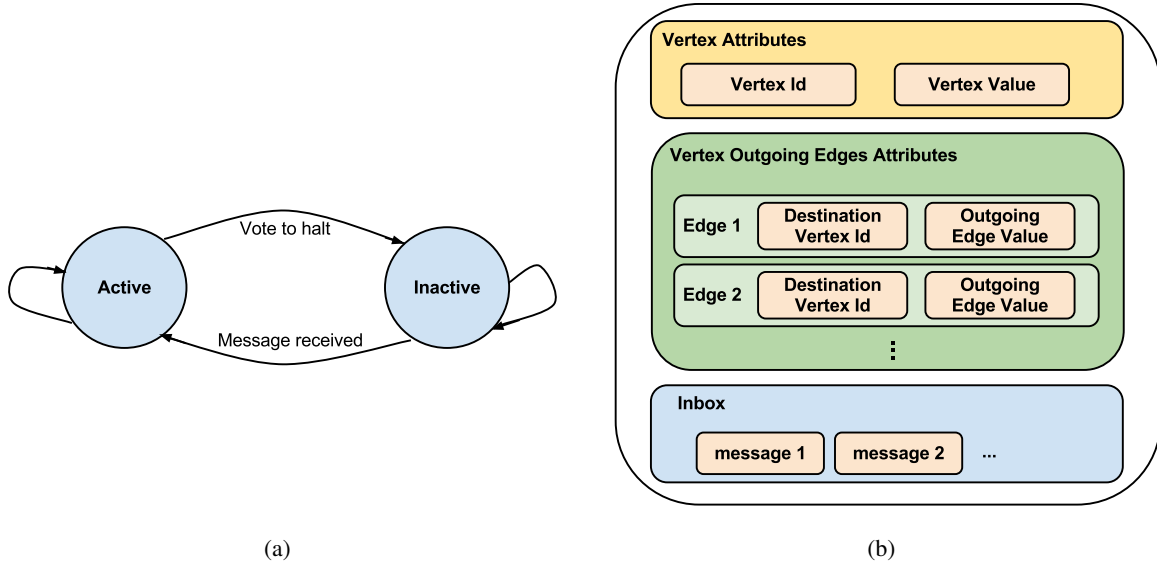 Vote to halt
Active
Inactive
Message received
(a)
Vertex Attributes
Vertex Id
Vertex Value
Vertex Outgoing Edges Attributes
Edge 1
Destination
Vertex Id
Outgoing
Edge Value
Edge 2
Destination
Vertex Id
Outgoing
Edge Value
⋮
Inbox
message 1
message 2
...
(b)